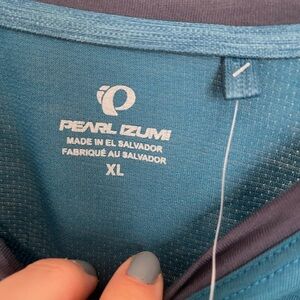 PEARL IZUMI
MADE IN EL SALVADOR
FABRIQUÉ AU SALVADOR
XL